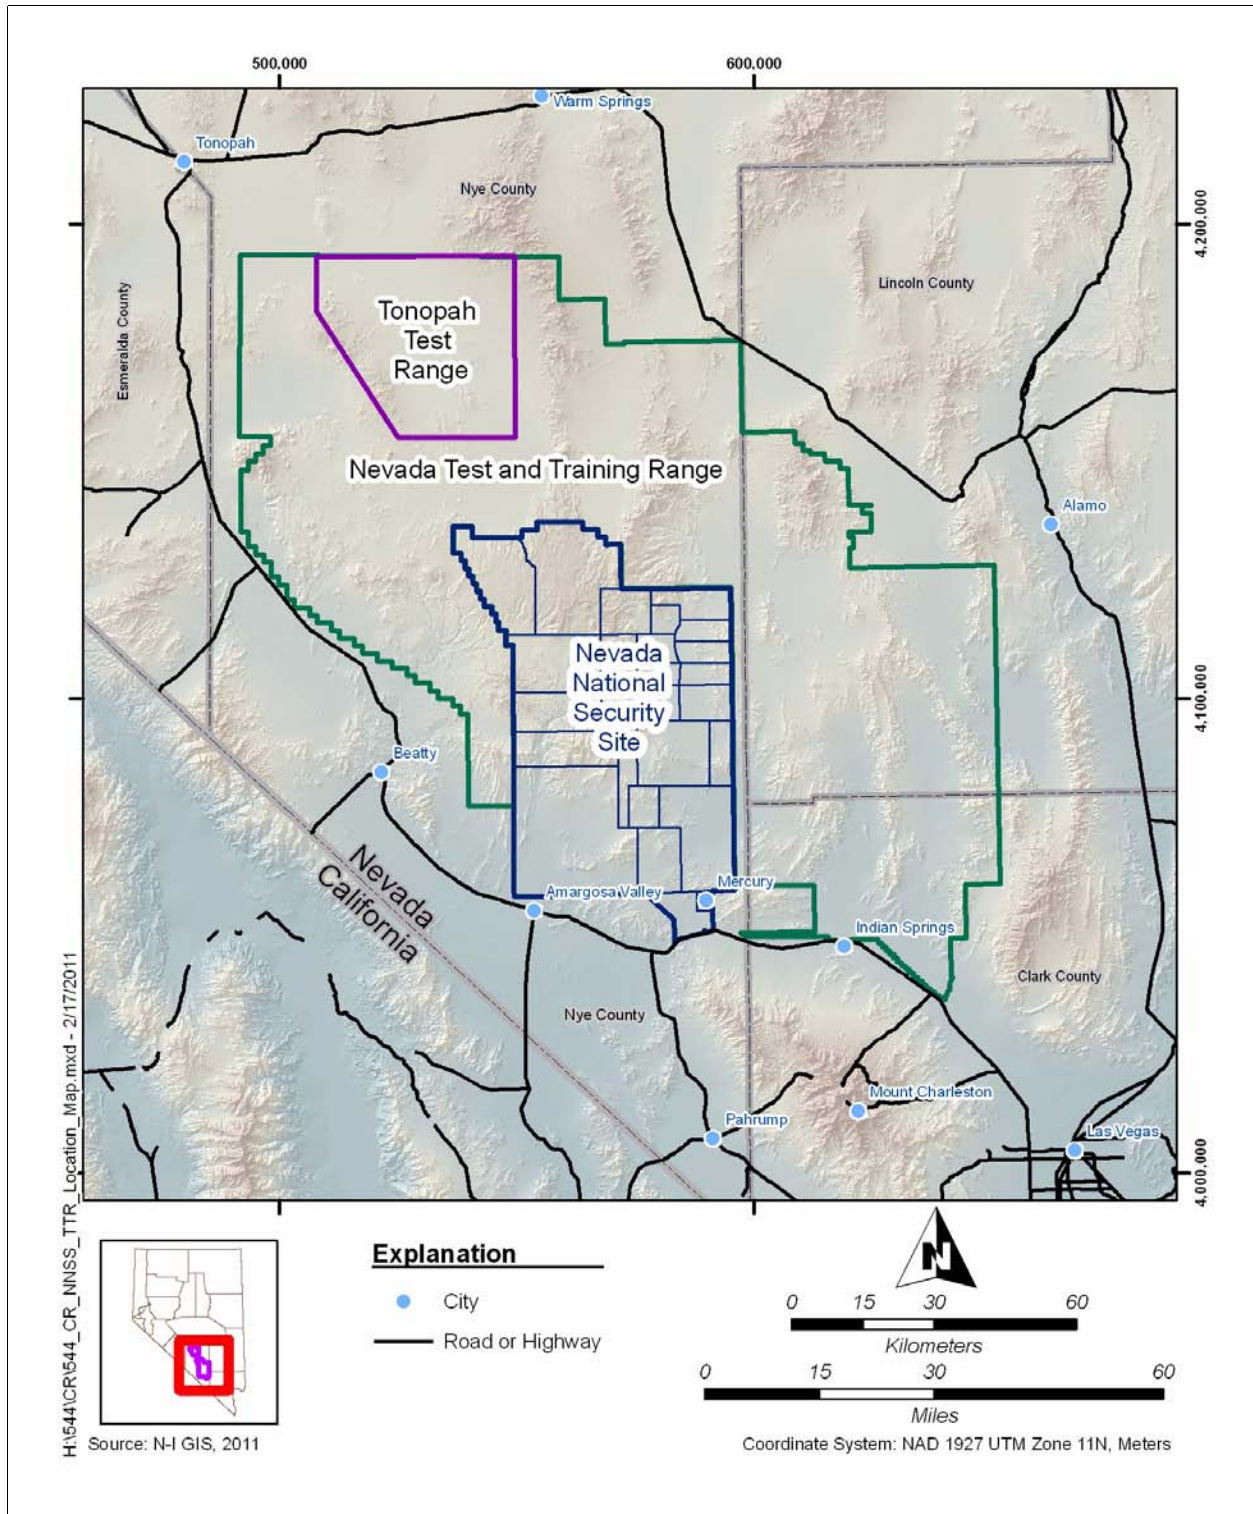 500,000
600,000
Warm Springs
Tonopah
Nye County
4,200,000
Lincoln County
Esmeralda County
Tonopah
Test
Range
Nevada Test and Training Range
Alamo
Nevada
National
Security
Site
4,100,000
Beatty
Nevada
California
Amargosa Valley
Mercury
Indian Springs
Clark County
Nye County
Mount Charleston
Pahrump
Las Vegas
4,000,000
H:\544\CR\544_CR_NNSS_TTR_Location_Map.mxd - 2/17/2011
Explanation
City
Road or Highway
N
0 15 30 60
Kilometers
0 15 30 60
Miles
Source: N-I GIS, 2011
Coordinate System: NAD 1927 UTM Zone 11N, Meters